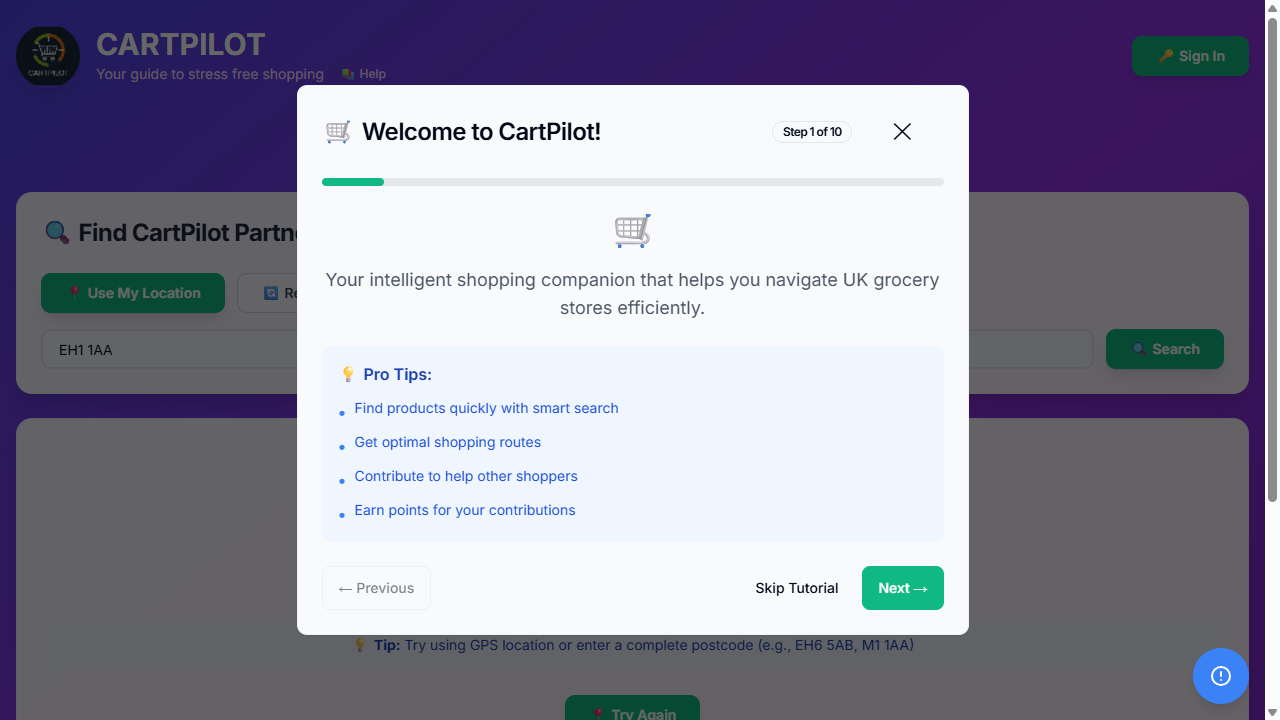 CARTPILOT
Your guide to stress free shopping
Help
Sign In
Welcome to CartPilot!
Step 1 of 10
Find CartPilot Partn
Your intelligent shopping companion that helps you navigate UK grocery
stores efficiently.
Use My Location
Re
EH1 1AA
Search
Pro Tips:
Find products quickly with smart search
Get optimal shopping routes
Contribute to help other shoppers
Earn points for your contributions
← Previous
Skip Tutorial
Next →
Tip: Try using GPS location or enter a complete postcode (e.g., EH6 5AB, M1 1AA)
Try Again